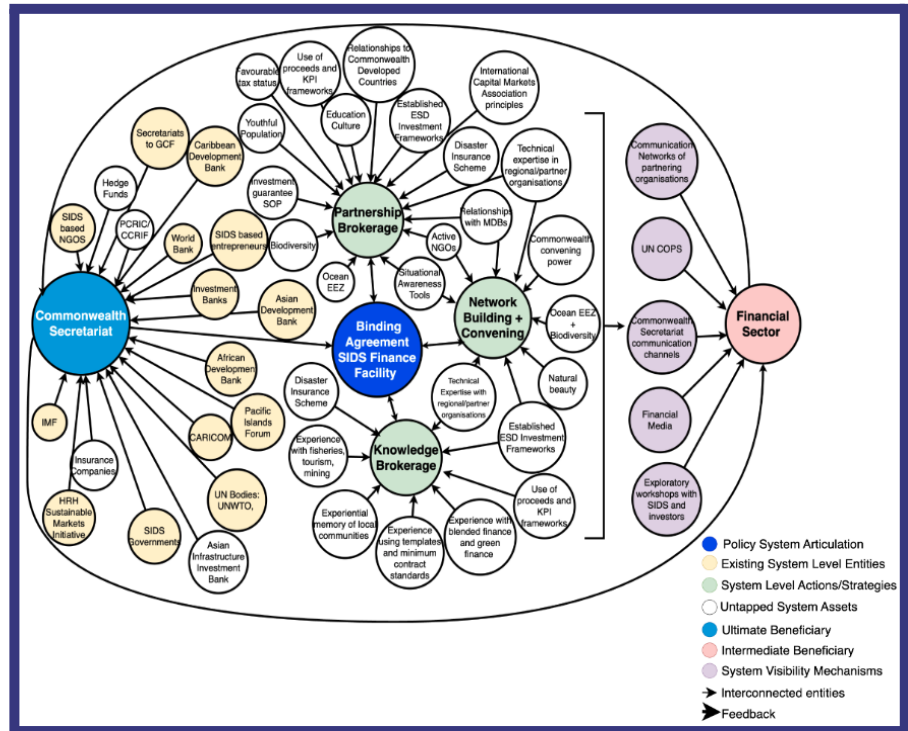 Favourable
tax status
Use of
proceeds and
KPI
frameworks
Relationships to
Commonwealth
Developed
Countries
International
Capital Markets
Association
principles
Youthful
Population
Education
Culture
Established
ESD
Investment
Frameworks
Disaster
Insurance
Scheme
Technical
expertise in
regional/partner
organisations
Secretariats
to GCF
Caribbean
Development
Bank
Hedge
Funds
Investment
guarantee
SOP
Partnership
Brokerage
Relationships
with MDBs
SIDS
based
NGOS
PCRIC/
CCRIF
World
Bank
SIDS based
entrepreneurs
Biodiversity
Active
NGOs
Commonwealth
convening
power
Ocean
EEZ
Situational
Awareness
Tools
Investment
Banks
Asian
Development
Bank
Commonwealth
Secretariat
Binding
Agreement
SIDS Finance
Facility
Network
Building +
Convening
Ocean EEZ
+
Biodiversity
African
Development
Bank
Disaster
Insurance
Scheme
Technical
Expertise with
regional/partner
organisations
Natural
beauty
IMF
Insurance
Companies
CARICOM
Pacific
Islands
Forum
Experience
with fisheries,
tourism,
mining
Knowledge
Brokerage
Established
ESD Investment
Frameworks
HRH
Sustainable
Markets
Initiative
SIDS
Governments
UN Bodies:
UNWTO,
Asian
Infrastructure
Investment
Bank
Experiential
memory of local
communities
Experience
using templates
and minimum
contract
standards
Experience with
blended finance
and green
finance
Use of
proceeds and
KPI
frameworks
Communication
Networks of
partnering
organisations
UN COPS
Commonwealth
Secretariat
communication
channels
Financial
Media
Exploratory
workshops with
SIDS and
investors
Financial
Sector
Policy System Articulation
Existing System Level Entities
System Level Actions/Strategies
Untapped System Assets
Ultimate Beneficiary
Intermediate Beneficiary
System Visibility Mechanisms
Interconnected entities
Feedback